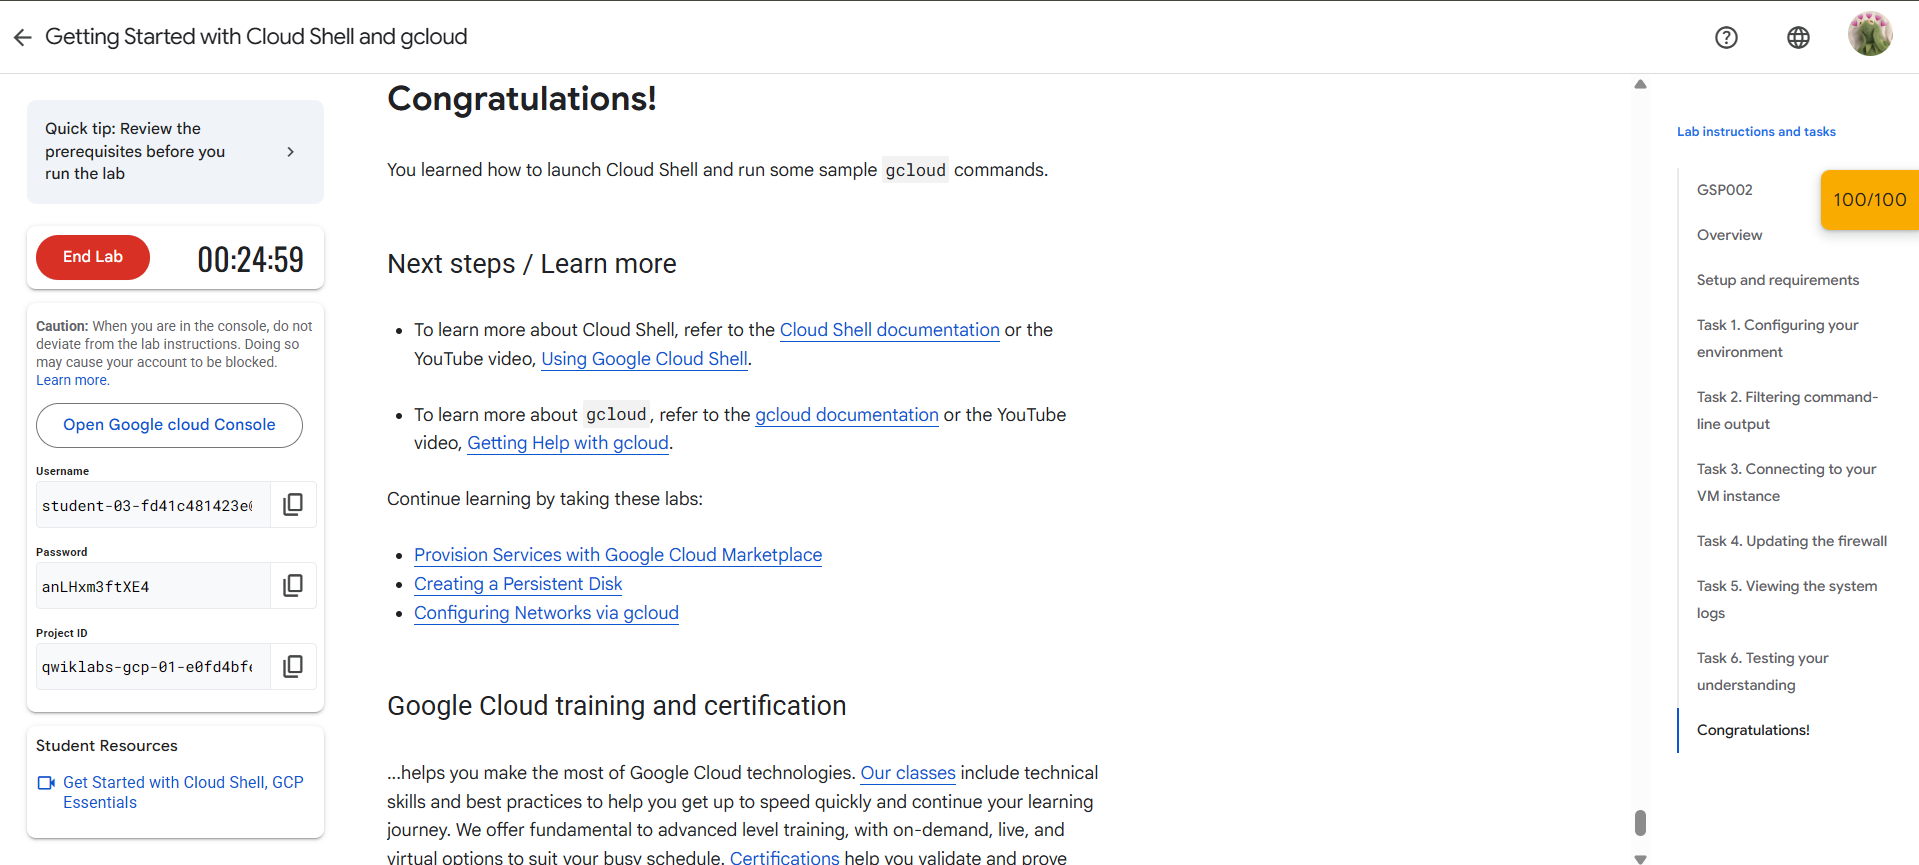 Getting Started with Cloud Shell and gcloud
Quick tip: Review the
prerequisites before you
run the lab
End Lab
00:24:59
Caution: When you are in the console, do not
deviate from the lab instructions. Doing so
may cause your account to be blocked.
Learn more.
Open Google cloud Console
Username
student-03-fd41c481423e
Password
anLHxm3ftXE4
Project ID
qwiklabs-gcp-01-e0fd4bf
Student Resources
Get Started with Cloud Shell, GCP
Essentials
Congratulations!
You learned how to launch Cloud Shell and run some sample gcloud commands.
Next steps / Learn more
• To learn more about Cloud Shell, refer to the Cloud Shell documentation or the
YouTube video, Using Google Cloud Shell.
• To learn more about gcloud, refer to the gcloud documentation or the YouTube
video, Getting Help with gcloud.
Continue learning by taking these labs:
• Provision Services with Google Cloud Marketplace
• Creating a Persistent Disk
• Configuring Networks via gcloud
Google Cloud training and certification
...helps you make the most of Google Cloud technologies. Our classes include technical
skills and best practices to help you get up to speed quickly and continue your learning
journey. We offer fundamental to advanced level training, with on-demand, live, and
virtual options to suit your busy schedule. Certifications help you validate and prove
Lab instructions and tasks
GSP002
100/100
Overview
Setup and requirements
Task 1. Configuring your
environment
Task 2. Filtering command-
line output
Task 3. Connecting to your
VM instance
Task 4. Updating the firewall
Task 5. Viewing the system
logs
Task 6. Testing your
understanding
Congratulations!